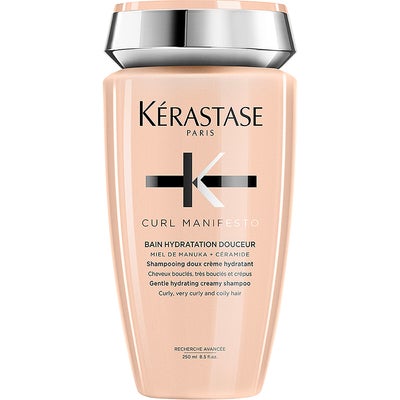 KÉRASTASE
PARIS
K
CURL MANIFESTO
BAIN HYDRATATION DOUCEUR
MIEL DE MANUKA + CÉRAMIDE
Shampooing doux crème hydratant
Cheveux bouclés, très bouclés et crépus
Gentle hydrating creamy shampoo
Curly, very curly and coily hair
RECHERCHE AVANCÉE
250 ml 8.5 fl.oz.